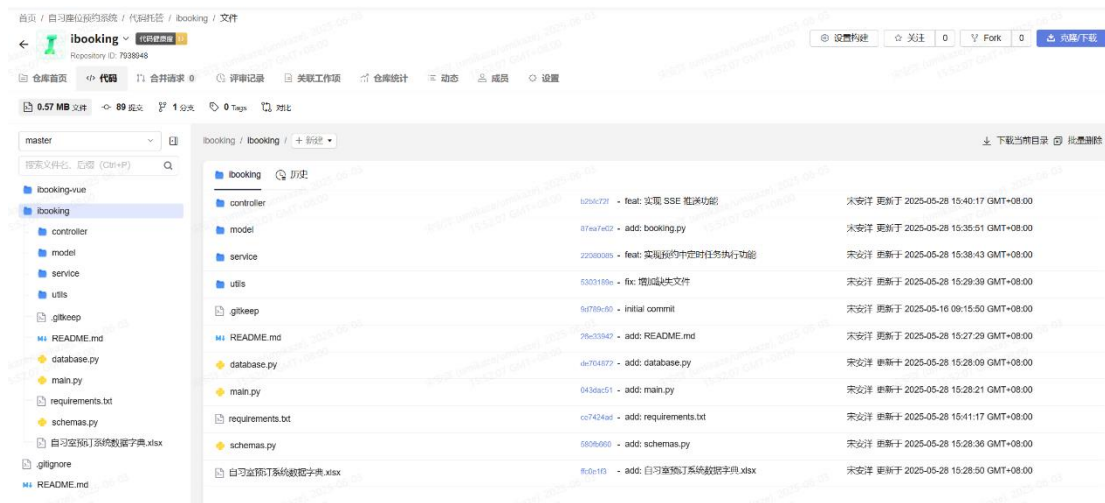 首页 / 自习座位预约系统 / 代码托管 / ibooking / 文件
ibooking 代码健康度
Repository ID: 7938948
设置构建 关注 0 Fork 0 克隆/下载
仓库首页 代码 合并请求 0 评审记录 关联工作项 仓库统计 动态 成员 设置
0.57 MB 文件 89 提交 1 分支 0 Tags 对比
master
ibooking / ibooking / + 新建
下载当前目录 批量删除
搜索文件名、后缀 (Ctrl+P)
ibooking 历史
ibooking-vue
ibooking
controller
model
service
utils
.gitkeep
README.md
database.py
main.py
requirements.txt
schemas.py
自习室预订系统数据字典.xlsx
.gitignore
README.md
controller - feat: 实现 SSE 推送功能 宋安洋 更新于 2025-05-28 15:40:17 GMT+08:00
model 87ea7e02 - add: booking.py 宋安洋 更新于 2025-05-28 15:35:51 GMT+08:00
service - feat: 实现预约中定时任务执行功能 宋安洋 更新于 2025-05-28 15:38:43 GMT+08:00
utils - fix: 增加缺失文件 宋安洋 更新于 2025-05-28 15:29:39 GMT+08:00
.gitkeep 9d789c60 - initial commit 宋安洋 更新于 2025-05-16 09:15:50 GMT+08:00
README.md 26e33942 - add: README.md 宋安洋 更新于 2025-05-28 15:27:29 GMT+08:00
database.py de704872 - add: database.py 宋安洋 更新于 2025-05-28 15:28:09 GMT+08:00
main.py 043dac51 - add: main.py 宋安洋 更新于 2025-05-28 15:28:21 GMT+08:00
requirements.txt cc7424ad - add: requirements.txt 宋安洋 更新于 2025-05-28 15:41:17 GMT+08:00
schemas.py - add: schemas.py 宋安洋 更新于 2025-05-28 15:28:36 GMT+08:00
自习室预订系统数据字典.xlsx - add: 自习室预订系统数据字典.xlsx 宋安洋 更新于 2025-05-28 15:28:50 GMT+08:00